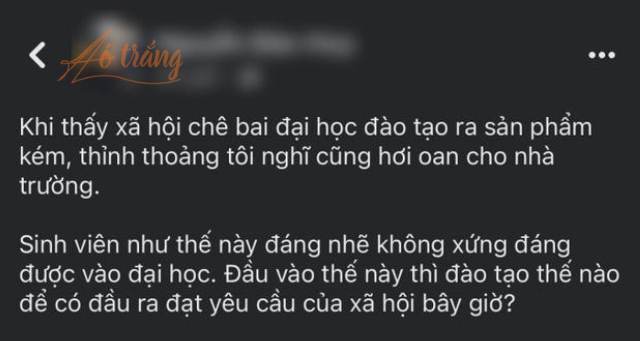 Áo trắng
Khi thấy xã hội chê bai đại học đào tạo ra sản phẩm
kém, thỉnh thoảng tôi nghĩ cũng hơi oan cho nhà
trường.
Sinh viên như thế này đáng nhẽ không xứng đáng
được vào đại học. Đầu vào thế này thì đào tạo thế nào
để có đầu ra đạt yêu cầu của xã hội bây giờ?